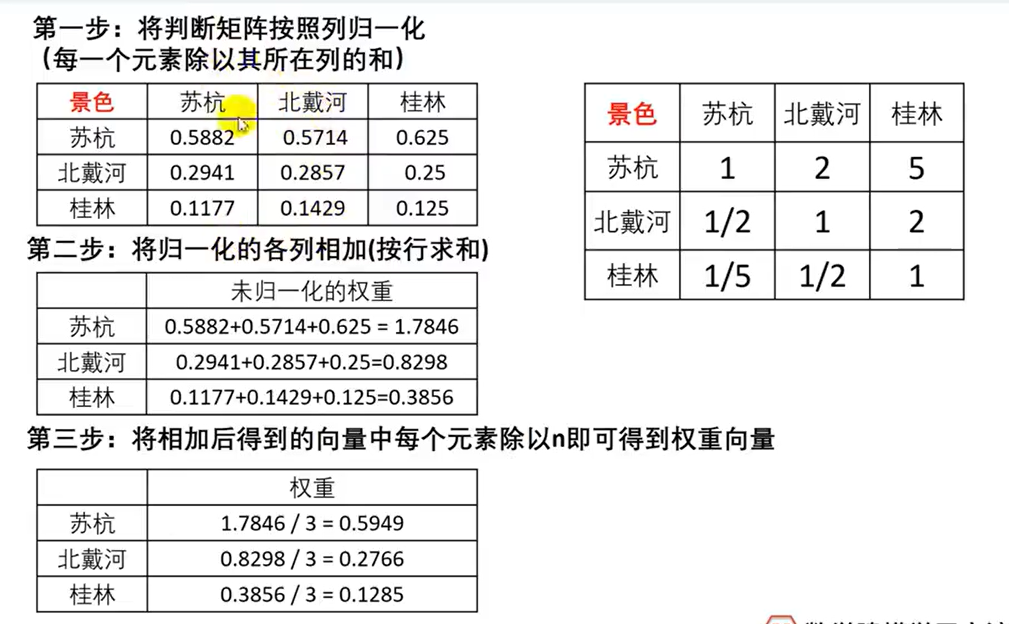 第一步：将判断矩阵按照列归一化
（每一个元素除以其所在列的和）
景色 苏杭 北戴河 桂林
苏杭 0.5882 0.5714 0.625
北戴河 0.2941 0.2857 0.25
桂林 0.1177 0.1429 0.125
第二步：将归一化的各列相加(按行求和)
未归一化的权重
苏杭 0.5882+0.5714+0.625 = 1.7846
北戴河 0.2941+0.2857+0.25=0.8298
桂林 0.1177+0.1429+0.125=0.3856
第三步：将相加后得到的向量中每个元素除以n即可得到权重向量
权重
苏杭 1.7846 / 3 = 0.5949
北戴河 0.8298 / 3 = 0.2766
桂林 0.3856 / 3 = 0.1285
景色 苏杭 北戴河 桂林
苏杭 1 2 5
北戴河 1/2 1 2
桂林 1/5 1/2 1